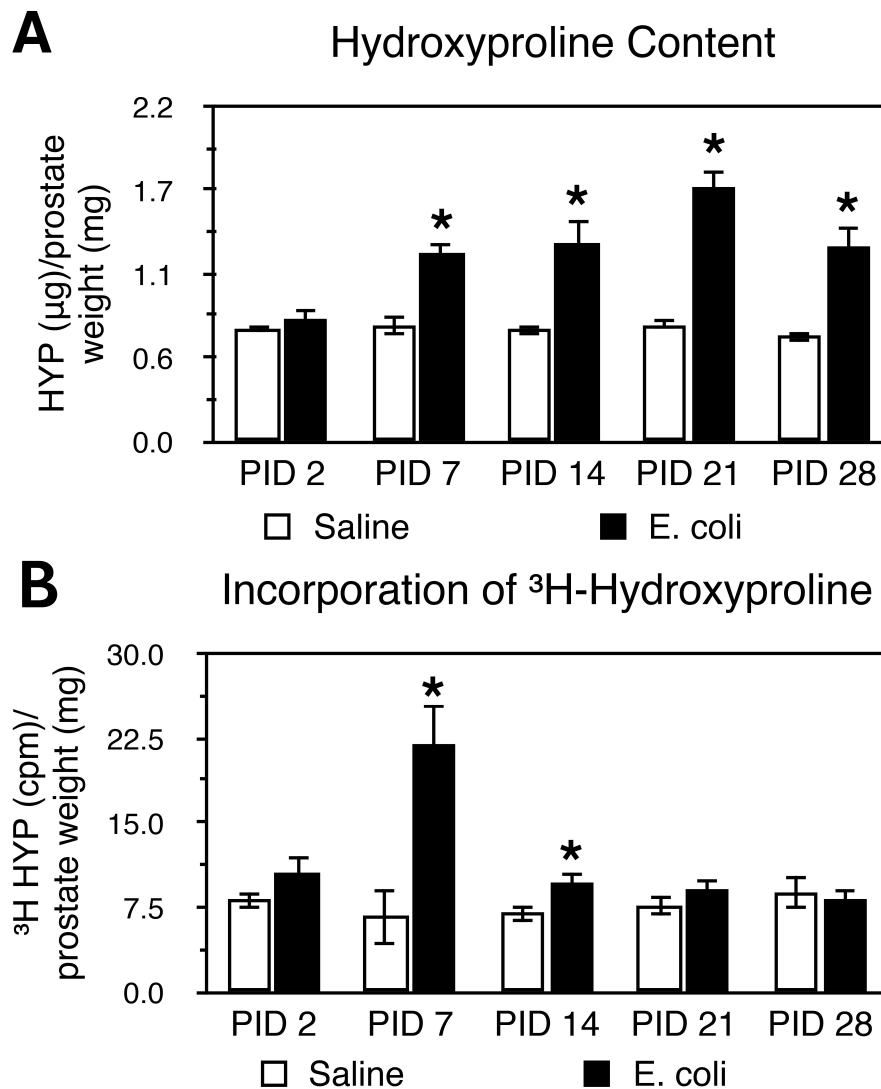 A
Hydroxyproline Content
HYP (µg)/prostate
weight (mg)
2.2
1.7
1.1
0.6
0.0
*
*
*
*
PID 2
PID 7
PID 14
PID 21
PID 28
Saline
E. coli
B
Incorporation of ³H-Hydroxyproline
³H HYP (cpm)/
prostate weight (mg)
30.0
22.5
15.0
7.5
0.0
*
*
PID 2
PID 7
PID 14
PID 21
PID 28
Saline
E. coli